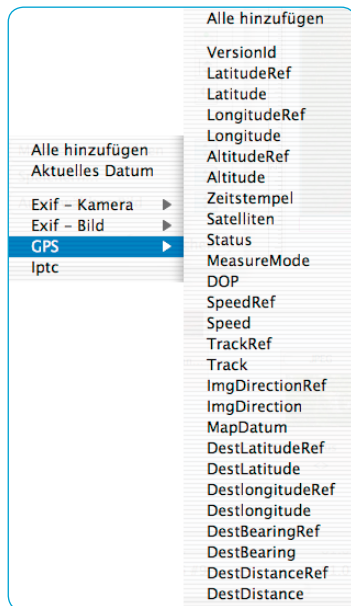 Alle hinzufügen
Aktuelles Datum
Exif – Kamera
Exif – Bild
GPS
Iptc
Alle hinzufügen
VersionId
LatitudeRef
Latitude
LongitudeRef
Longitude
AltitudeRef
Altitude
Zeitstempel
Satelliten
Status
MeasureMode
DOP
SpeedRef
Speed
TrackRef
Track
ImgDirectionRef
ImgDirection
MapDatum
DestLatitudeRef
DestLatitude
DestlongitudeRef
Destlongitude
DestBearingRef
DestBearing
DestDistanceRef
DestDistance